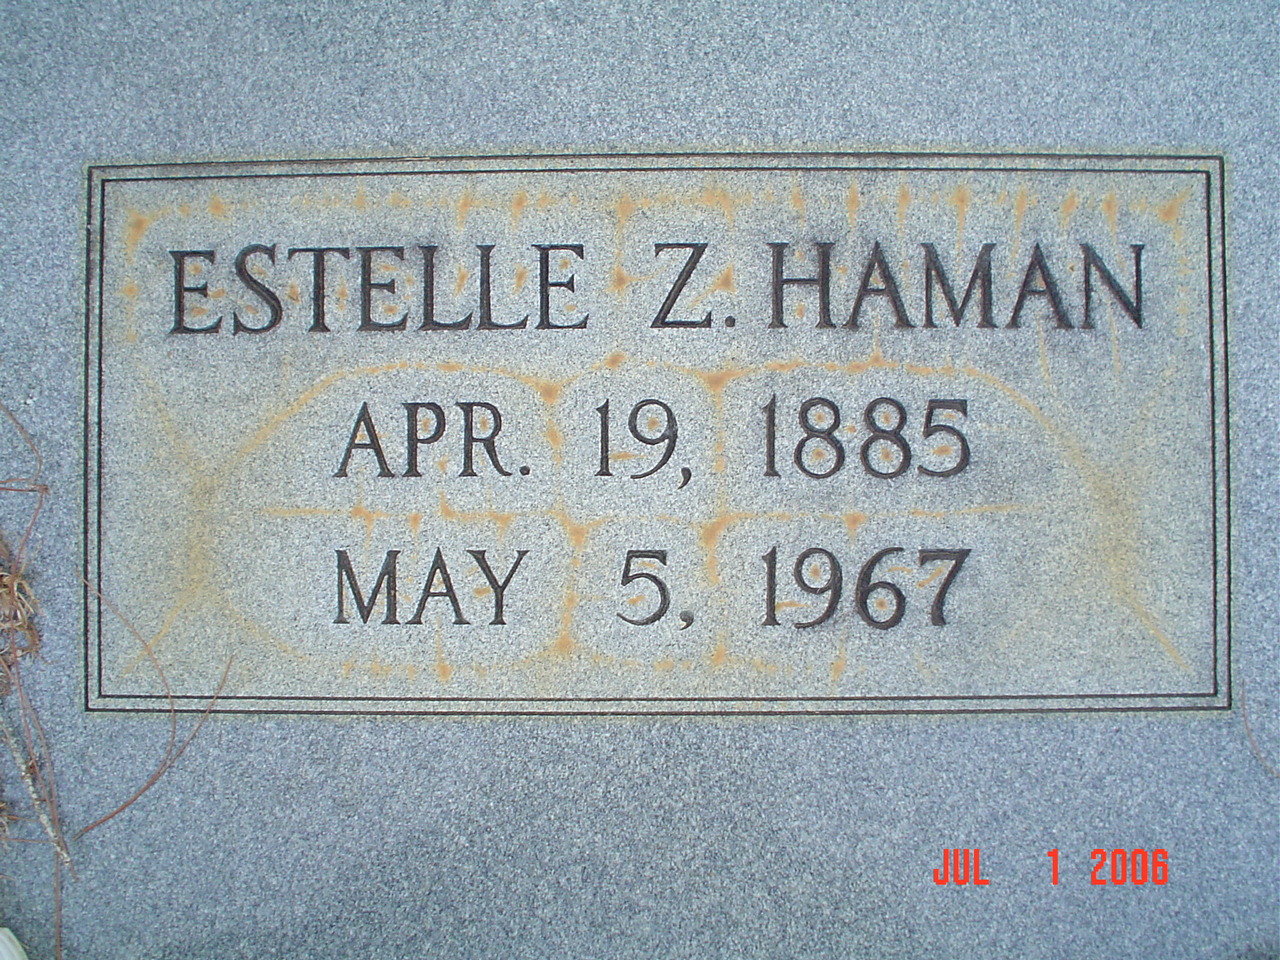 ESTELLE Z. HAMAN
APR. 19, 1885
MAY 5, 1967
JUL 1 2006